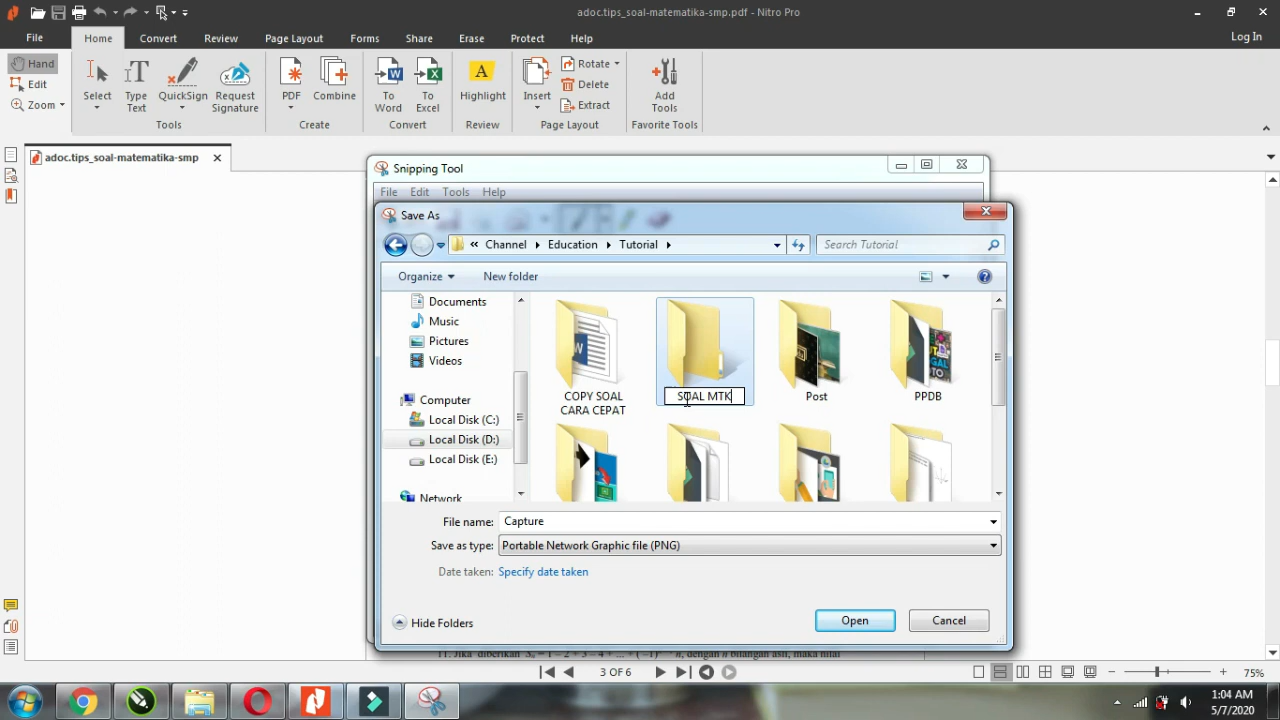 adoc.tips_soal-matematika-smp.pdf - Nitro Pro
File Home Convert Review Page Layout Forms Share Erase Protect Help Log In
Hand
Edit
Zoom
Select
Type Text
QuickSign
Request Signature
PDF
Combine
To Word
To Excel
Highlight
Insert
Rotate
Delete
Extract
Add Tools
Tools Create Convert Review Page Layout Favorite Tools
adoc.tips_soal-matematika-smp
Snipping Tool
File Edit Tools Help
Save As
« Channel Education Tutorial Search Tutorial
Organize New folder
Documents
Music
Pictures
Videos
Computer
Local Disk (C:)
Local Disk (D:)
Local Disk (E:)
Network
COPY SOAL CARA CEPAT
SOAL MTK
Post
PPDB
File name: Capture
Save as type: Portable Network Graphic file (PNG)
Date taken: Specify date taken
Hide Folders Open Cancel
3 OF 6 75%
1:04 AM
5/7/2020